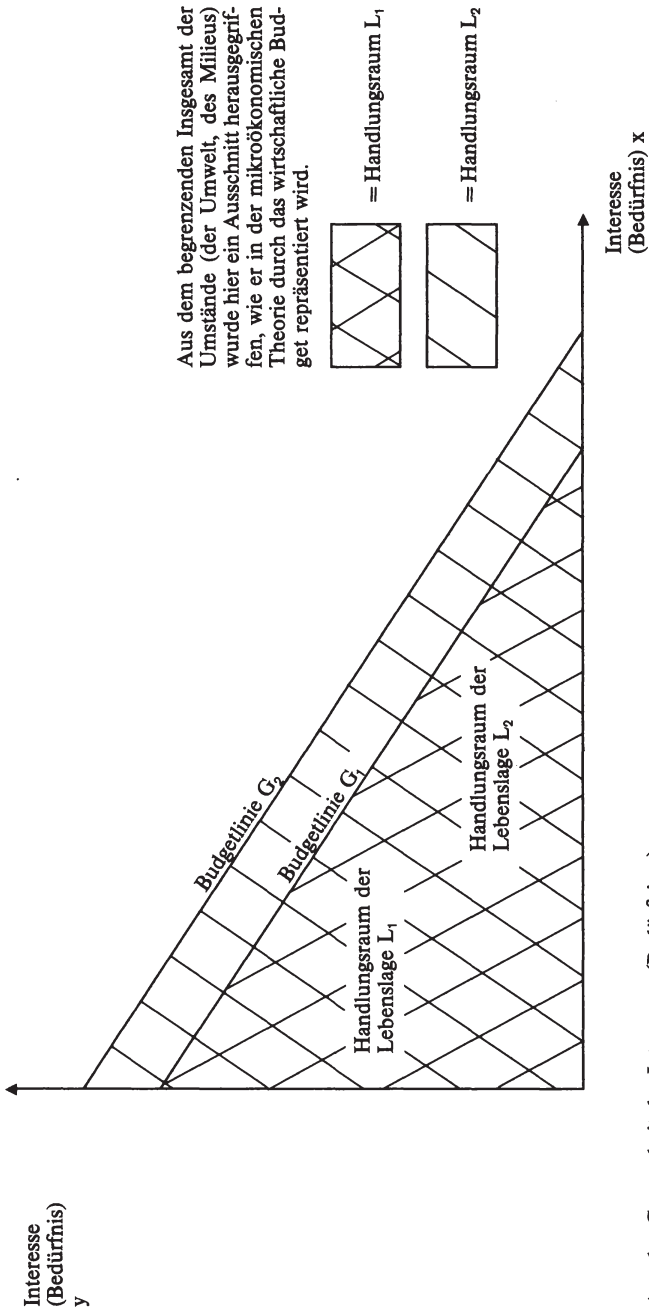 Interesse
(Bedürfnis)
y
Aus dem begrenzenden Insgesamt der
Umstände (der Umwelt, des Milieus)
wurde hier ein Ausschnitt herausgegrif-
fen, wie er in der mikroökonomischen
Theorie durch das wirtschaftliche Bud-
get repräsentiert wird.
= Handlungsraum L₁
= Handlungsraum L₂
Budgetlinie G₂
Budgetlinie G₁
Handlungsraum der
Lebenslage L₁
Handlungsraum der
Lebenslage L₂
Interesse
(Bedürfnis) x